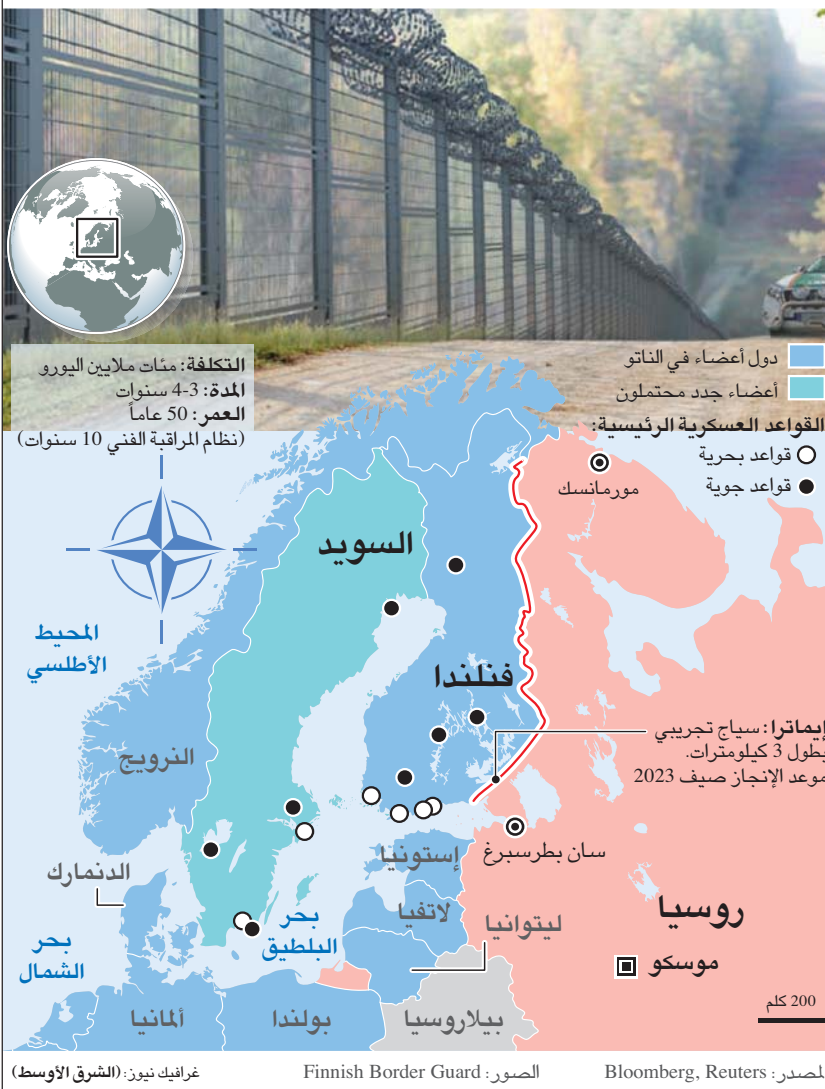 دول أعضاء في الناتو
أعضاء جدد محتملون
القواعد العسكرية الرئيسية:
قواعد بحرية
قواعد جوية
التكلفة: مئات ملايين اليورو
المدة: 3-4 سنوات
العمر: 50 عاماً
(نظام المراقبة الفني 10 سنوات)
مورمانسك
السويد
المحيط
الأطلسي
فنلندا
إيماترا: سياج تجريبي
بطول 3 كيلومترات.
موعد الإنجاز صيف 2023
النرويج
سان بطرسبرغ
إستونيا
الدنمارك
لاتفيا
ليتوانيا
روسيا
بحر
البلطيق
بحر
الشمال
موسكو
200 كلم
بيلاروسيا
بولندا
ألمانيا
المصدر: Bloomberg, Reuters
الصور: Finnish Border Guard
غرافيك نيوز: (الشرق الأوسط)